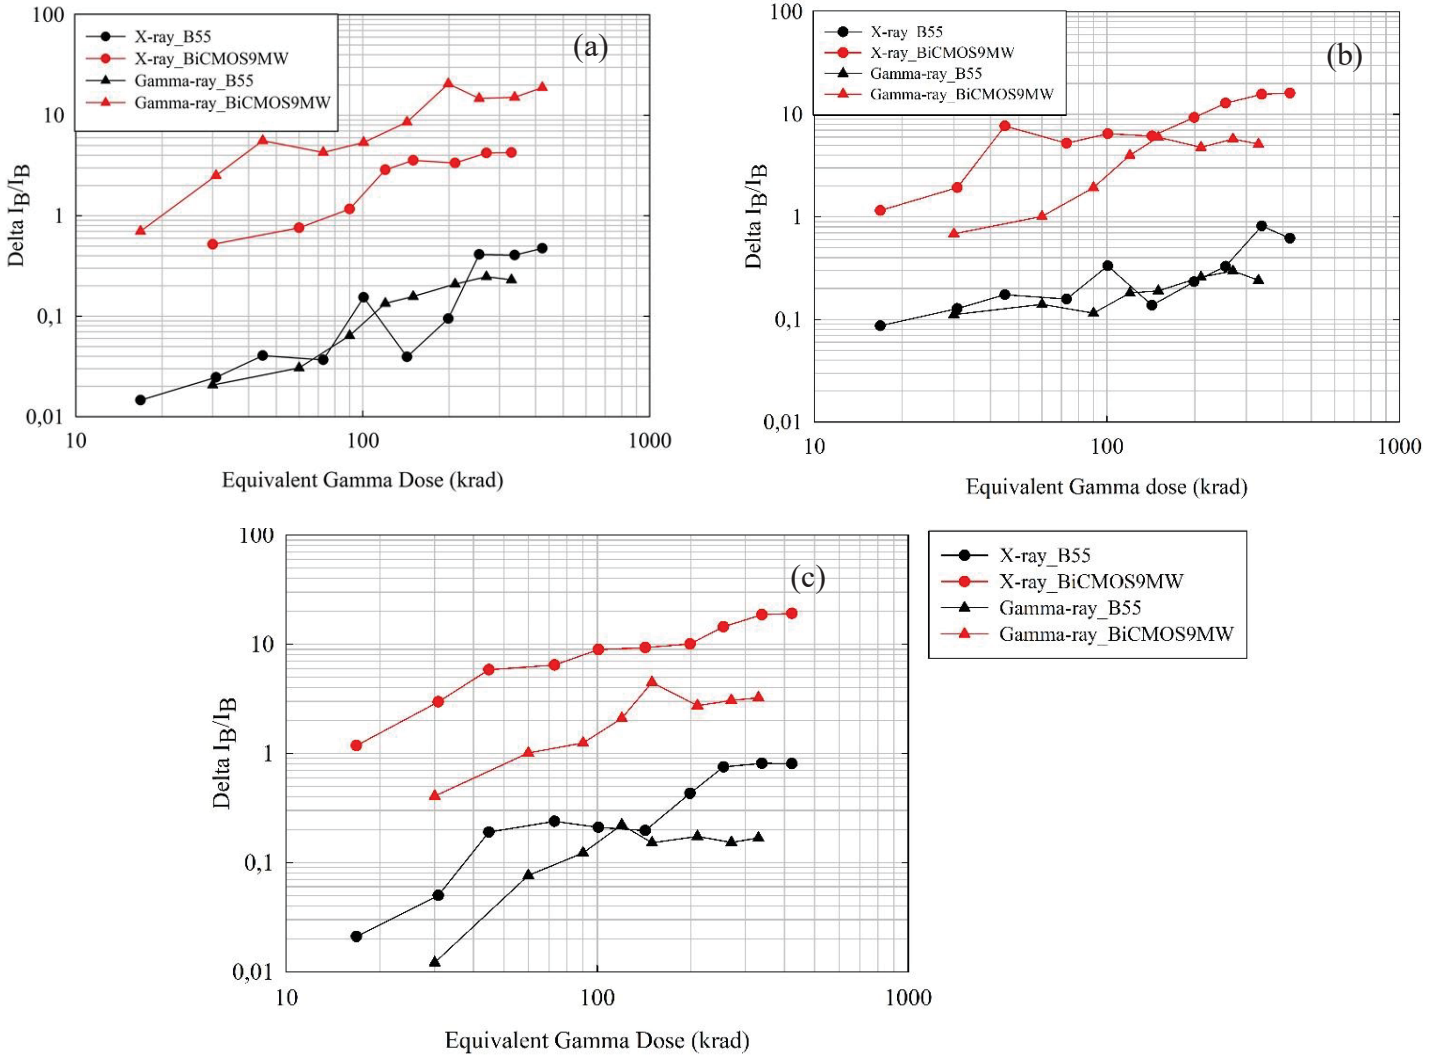 100
X-ray_B55
X-ray_BiCMOS9MW
Gamma-ray_B55
Gamma-ray_BiCMOS9MW
(a)
10
1
0,1
0,01
Delta IB/IB
10
100
1000
Equivalent Gamma Dose (krad)
100
X-ray_B55
X-ray_BiCMOS9MW
Gamma-ray_B55
Gamma-ray_BiCMOS9MW
(b)
10
1
0,1
0,01
Delta IB/IB
10
100
1000
Equivalent Gamma dose (krad)
100
(c)
10
1
0,1
0,01
Delta IB/IB
10
100
1000
Equivalent Gamma Dose (krad)
X-ray_B55
X-ray_BiCMOS9MW
Gamma-ray_B55
Gamma-ray_BiCMOS9MW